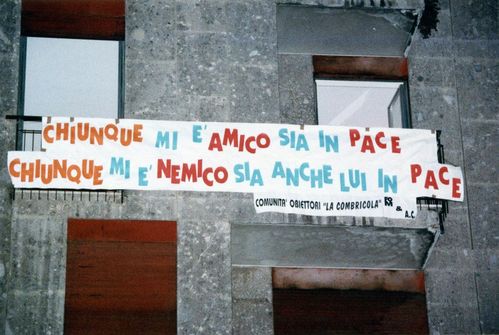 CHIUNQUE MI E' AMICO SIA IN PACE
CHIUNQUE MI E' NEMICO SIA ANCHE LUI IN PACE
COMUNITA' OBIETTORI "LA COMBRICOLA" & A.C.